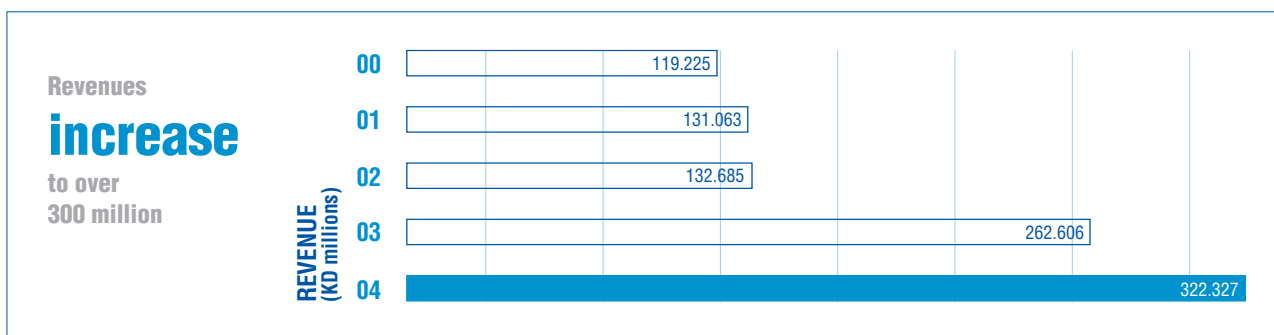 Revenues
increase
to over
300 million
REVENUE
(KD millions)
00 119.225
01 131.063
02 132.685
03 262.606
04 322.327